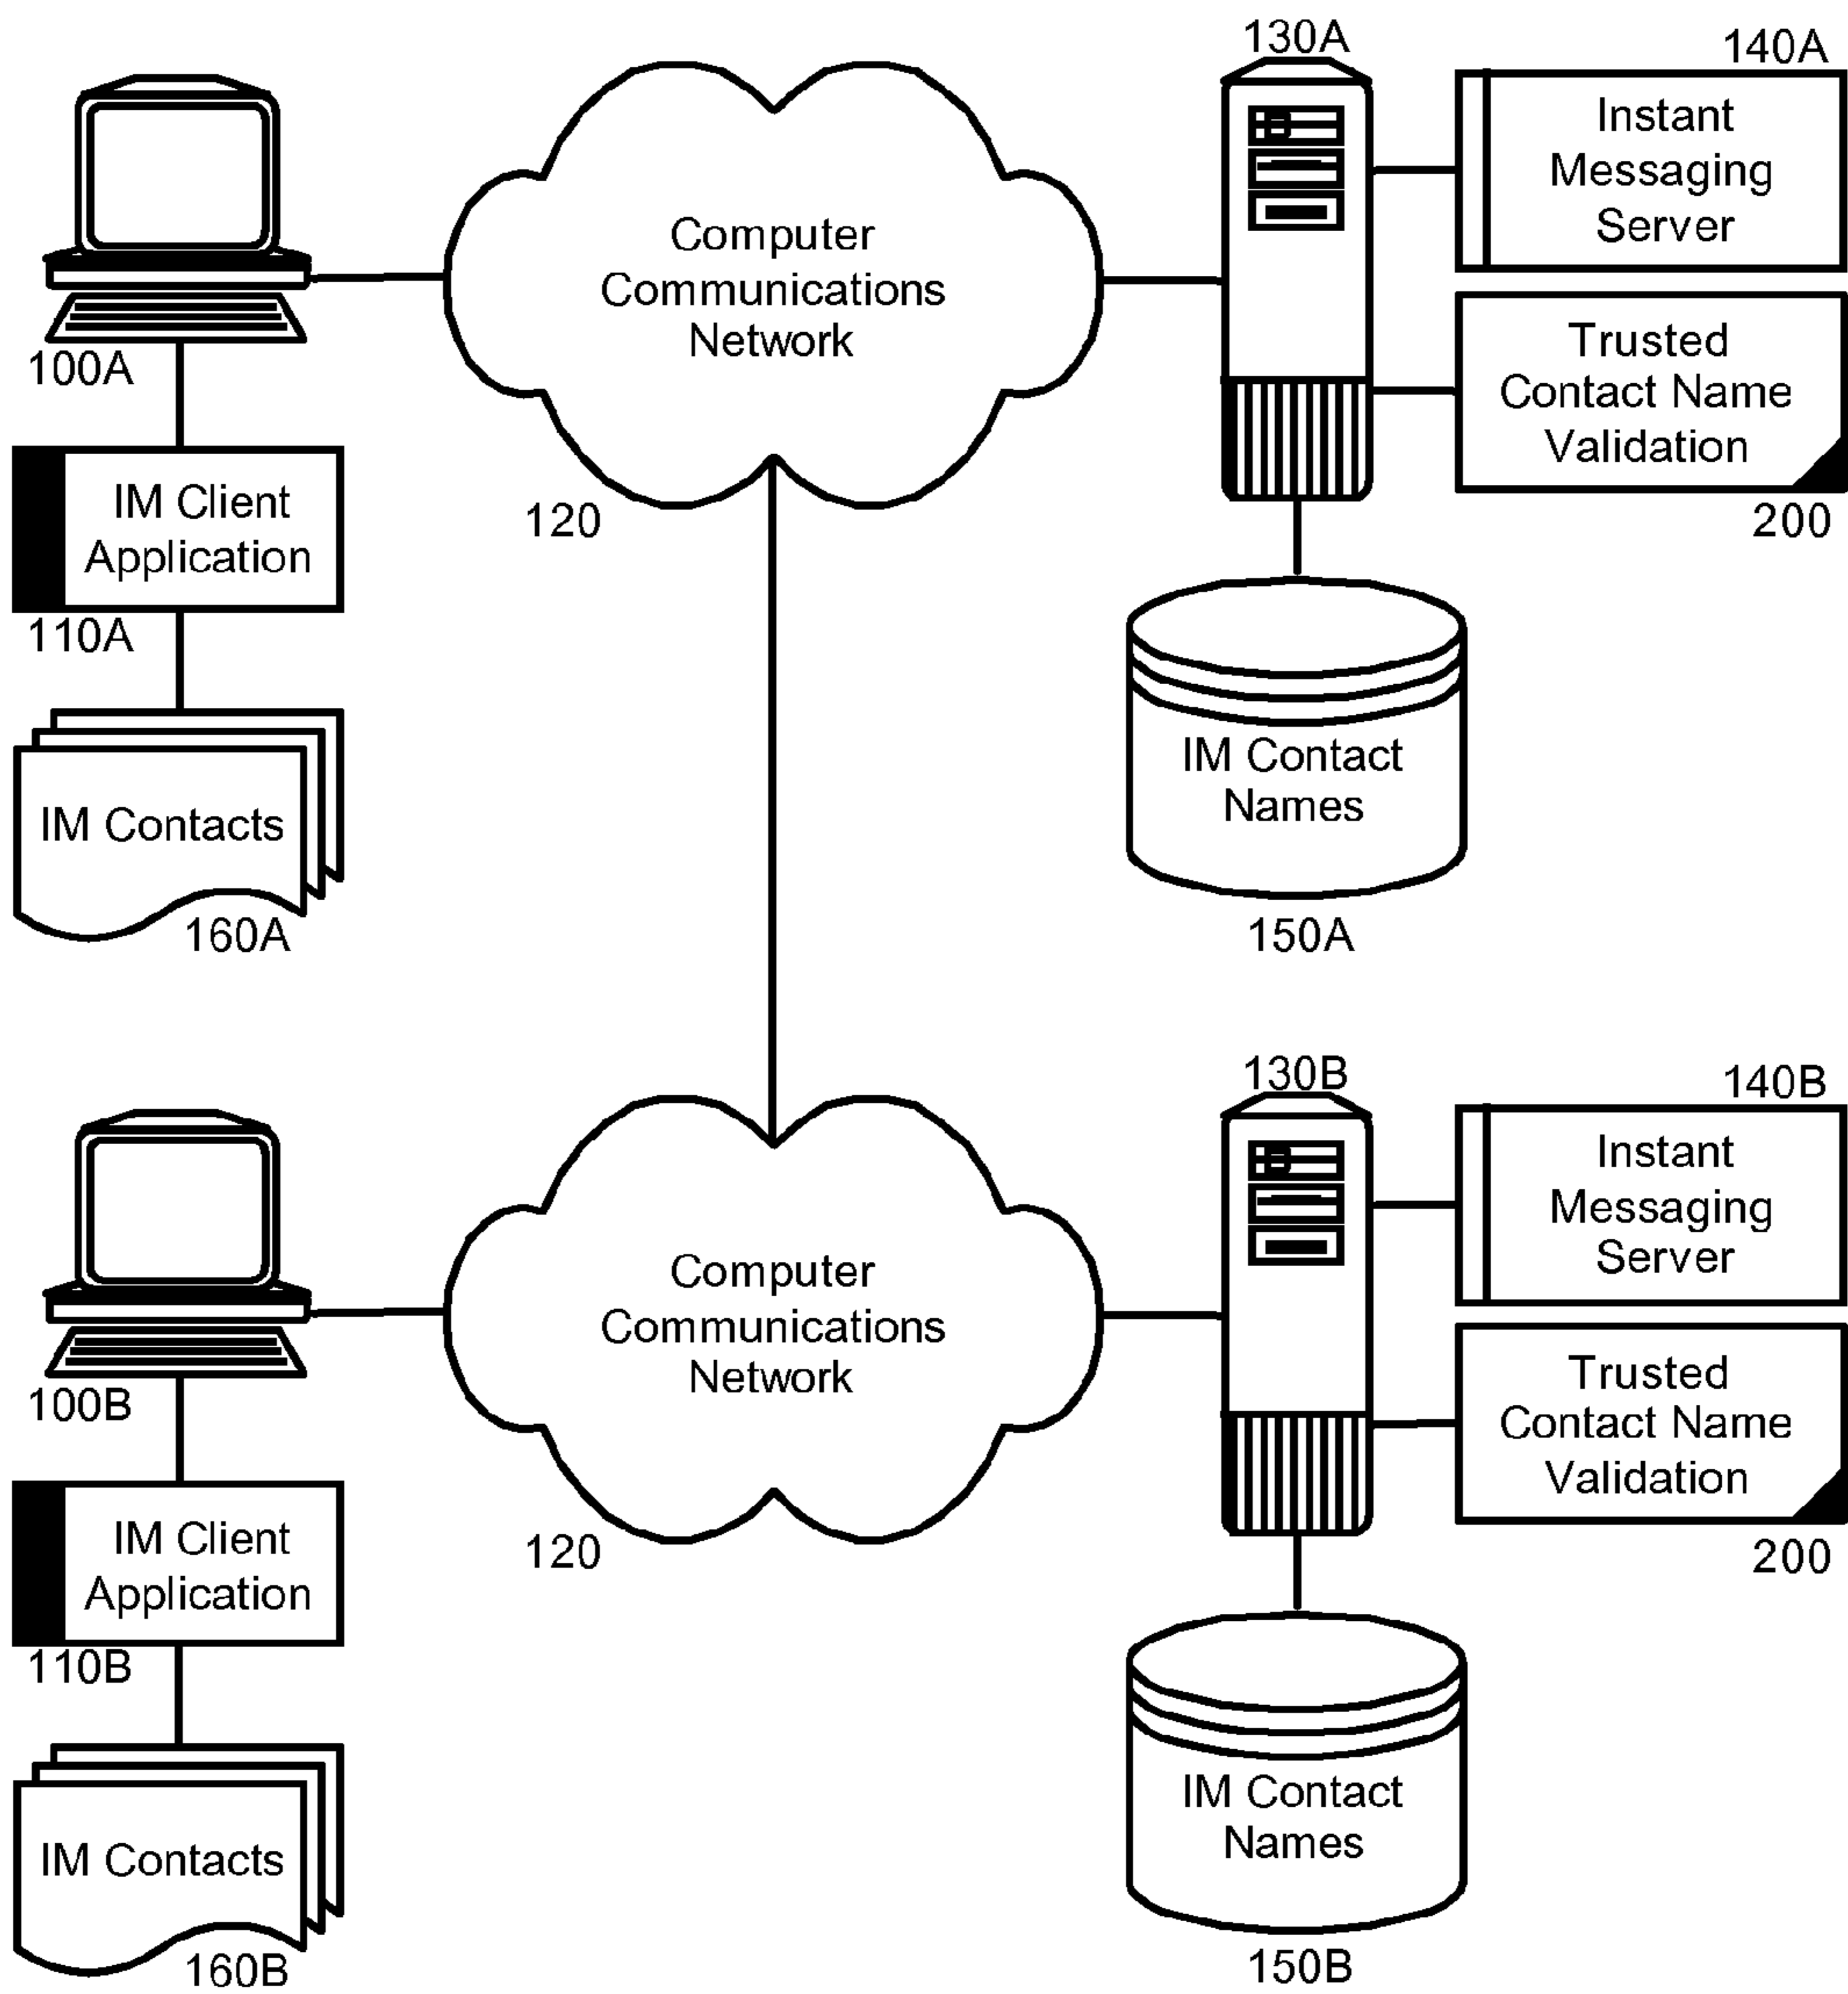 130A
140A
Instant
Messaging
Server
Computer
Communications
Network
Trusted
Contact Name
Validation
100A
120
200
IM Client
Application
110A
IM Contact
Names
IM Contacts
160A
150A
130B
140B
Instant
Messaging
Server
Computer
Communications
Network
Trusted
Contact Name
Validation
100B
120
200
IM Client
Application
110B
IM Contact
Names
IM Contacts
160B
150B